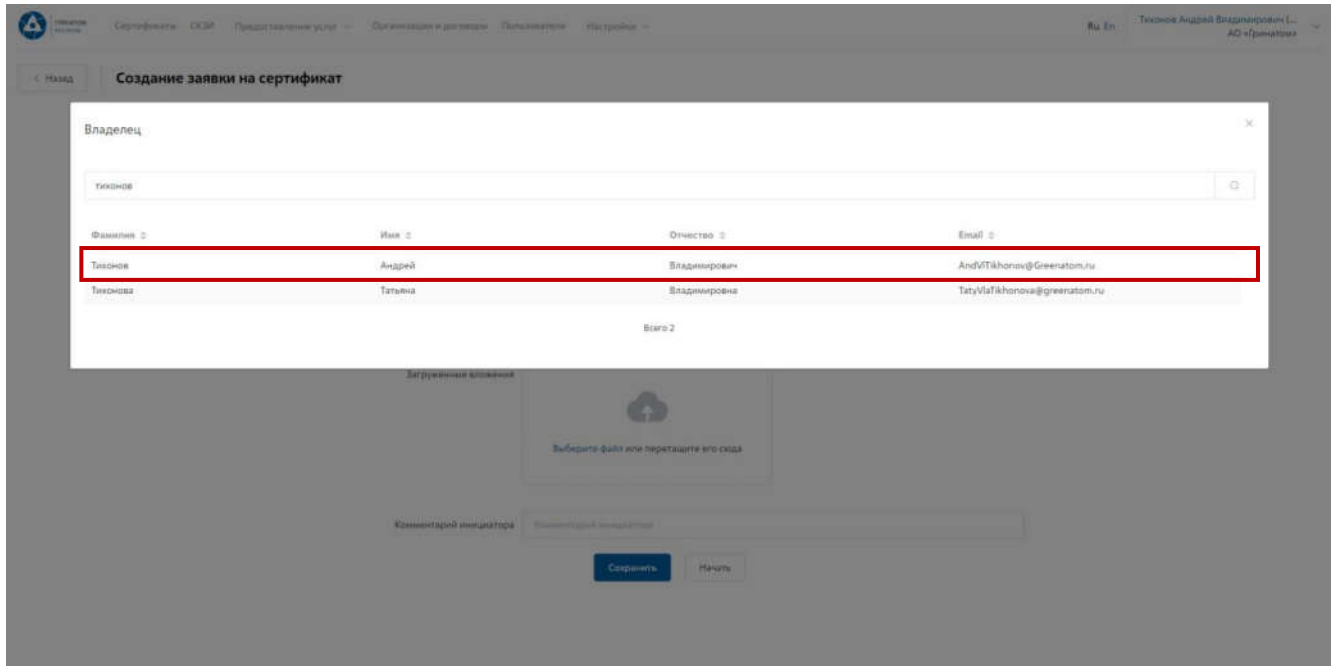 Сертификаты СКЗИ Предоставление услуг Организации и договоры Пользователи Настройки Ru En Тихонов Андрей Владимирович (...
АО «Гринатом»
Назад Создание заявки на сертификат
Владелец
тихонов
Фамилия Имя Отчество Email
Тихонов Андрей Владимирович AndVlTikhonov@Greenatom.ru
Тихонова Татьяна Владимировна TatyVlaTikhonova@greenatom.ru
Всего 2
Загруженные вложения
Выберите файл или перетащите его сюда
Комментарий инициатора Комментарий инициатора
Сохранить Начать